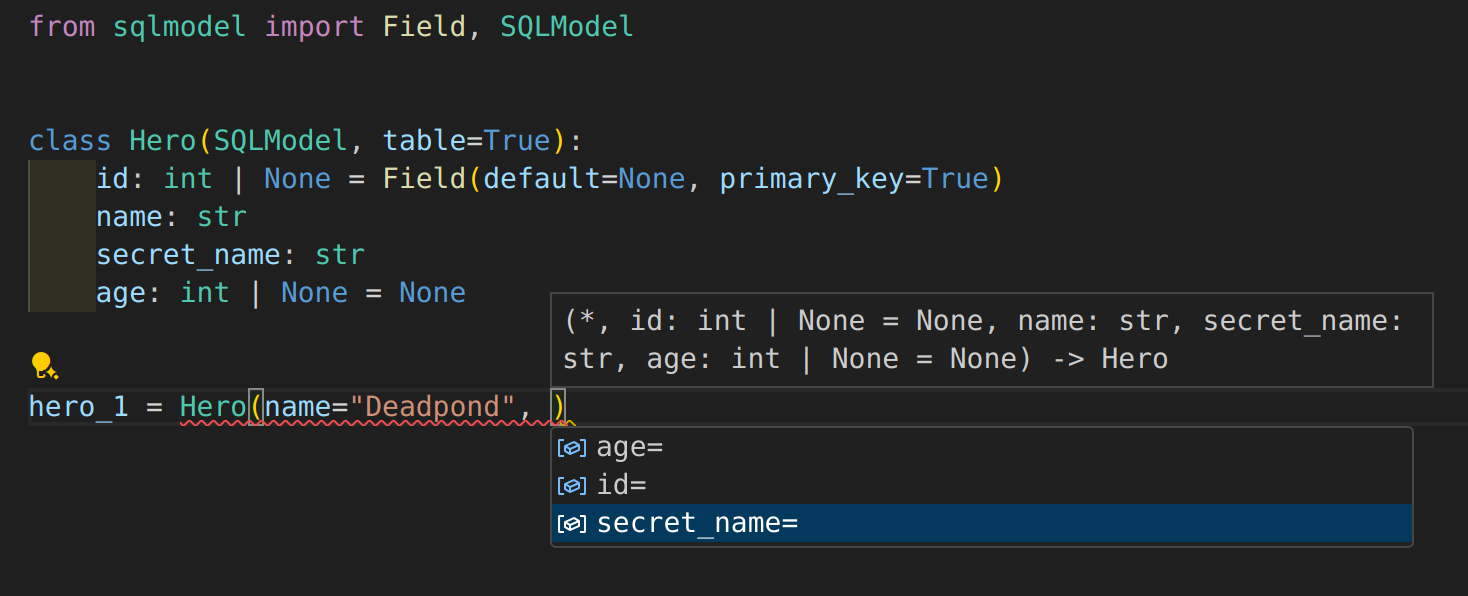 from sqlmodel import Field, SQLModel
class Hero(SQLModel, table=True):
    id: int | None = Field(default=None, primary_key=True)
    name: str
    secret_name: str
    age: int | None = None
(*, id: int | None = None, name: str, secret_name:
str, age: int | None = None) -> Hero
hero_1 = Hero(name="Deadpond", )
age=
id=
secret_name=